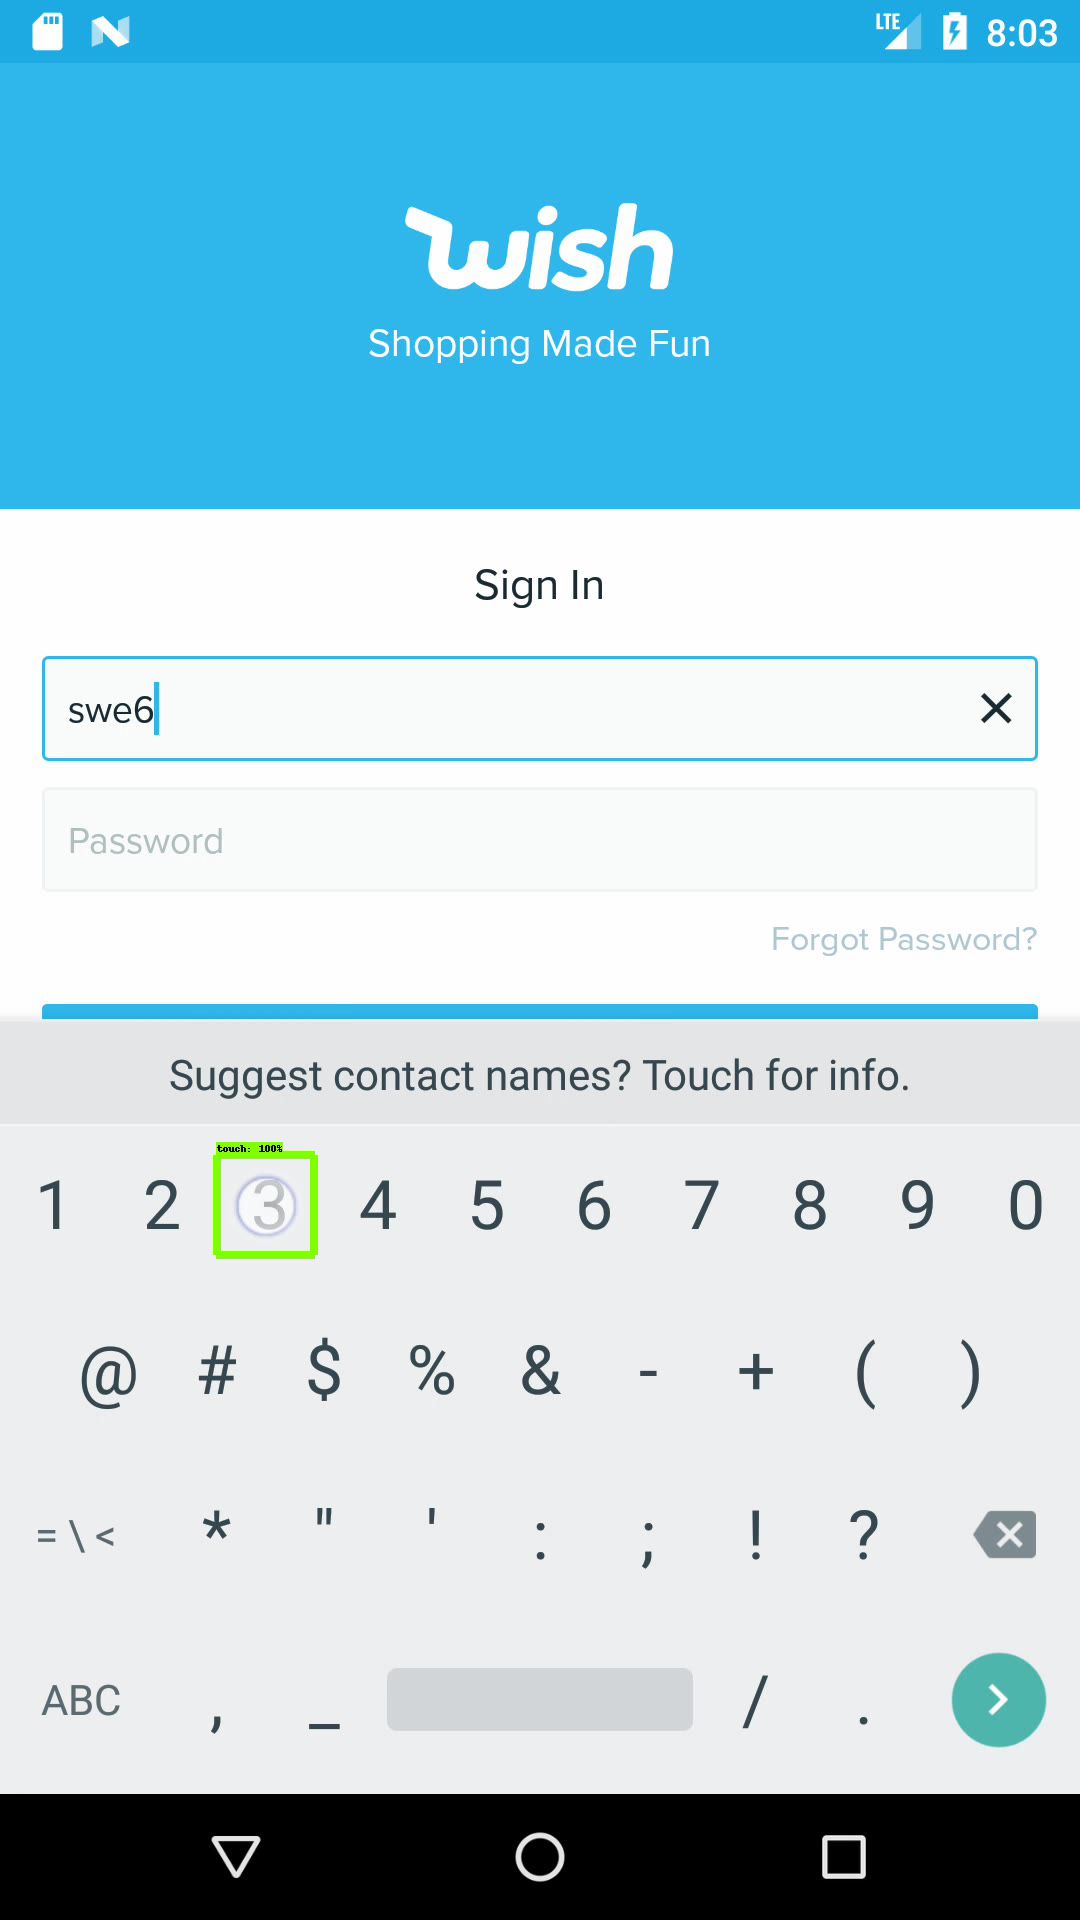 LTE 8:03
wish
Shopping Made Fun
Sign In
swe6
Password
Forgot Password?
Suggest contact names? Touch for info.
touch: 100%
1 2 3 4 5 6 7 8 9 0
@ # $ % & - + ( )
= \ < * " ' : ; ! ?
ABC , _ / .